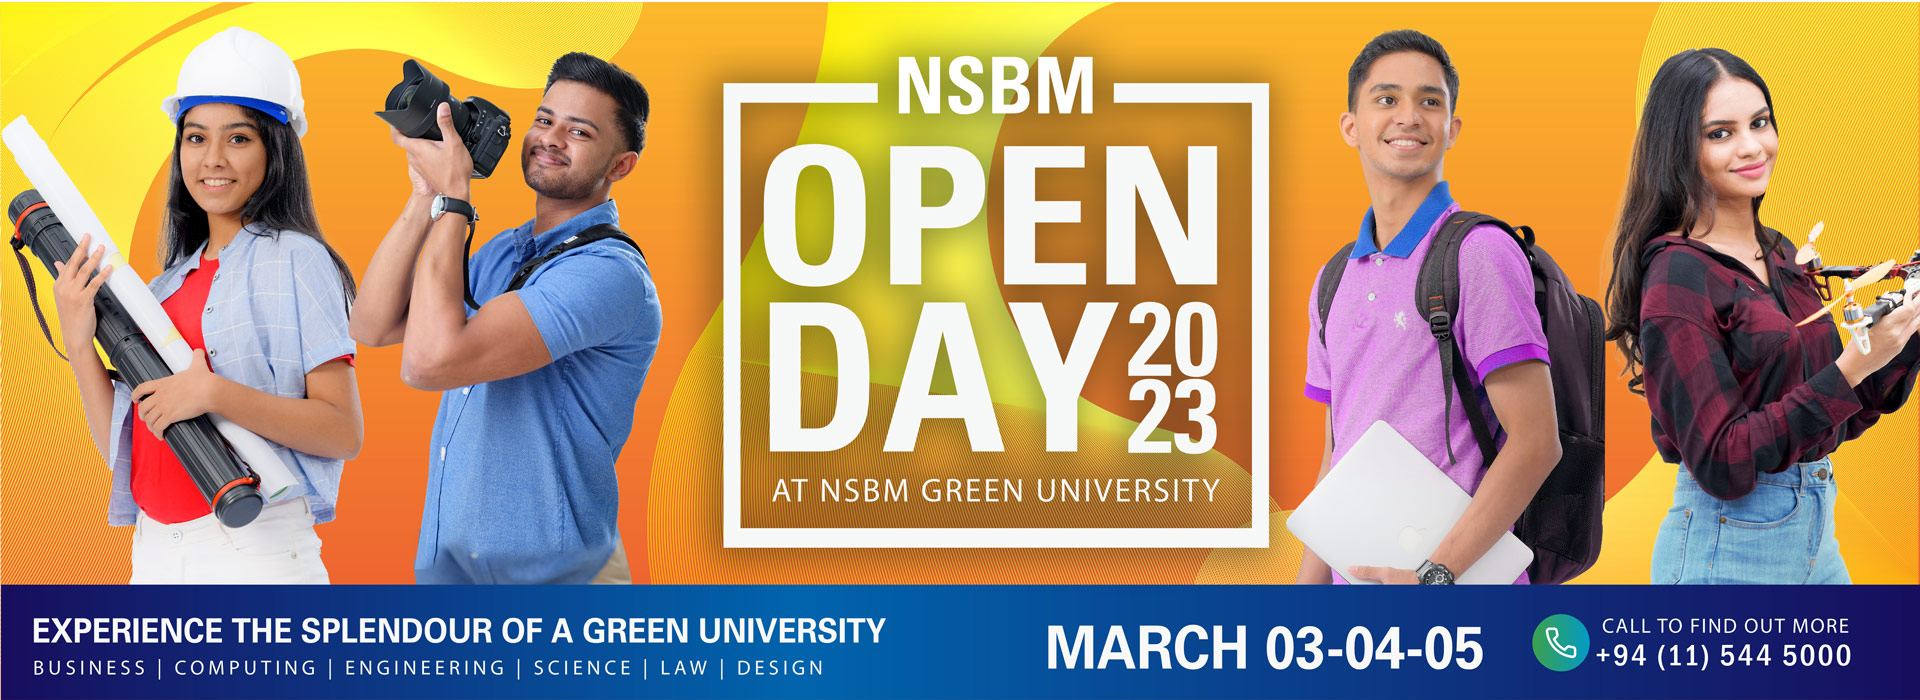 NSBM
OPEN
DAY 20
23
AT NSBM GREEN UNIVERSITY
EXPERIENCE THE SPLENDOUR OF A GREEN UNIVERSITY
BUSINESS | COMPUTING | ENGINEERING | SCIENCE | LAW | DESIGN
MARCH 03-04-05
CALL TO FIND OUT MORE
+94 (11) 544 5000